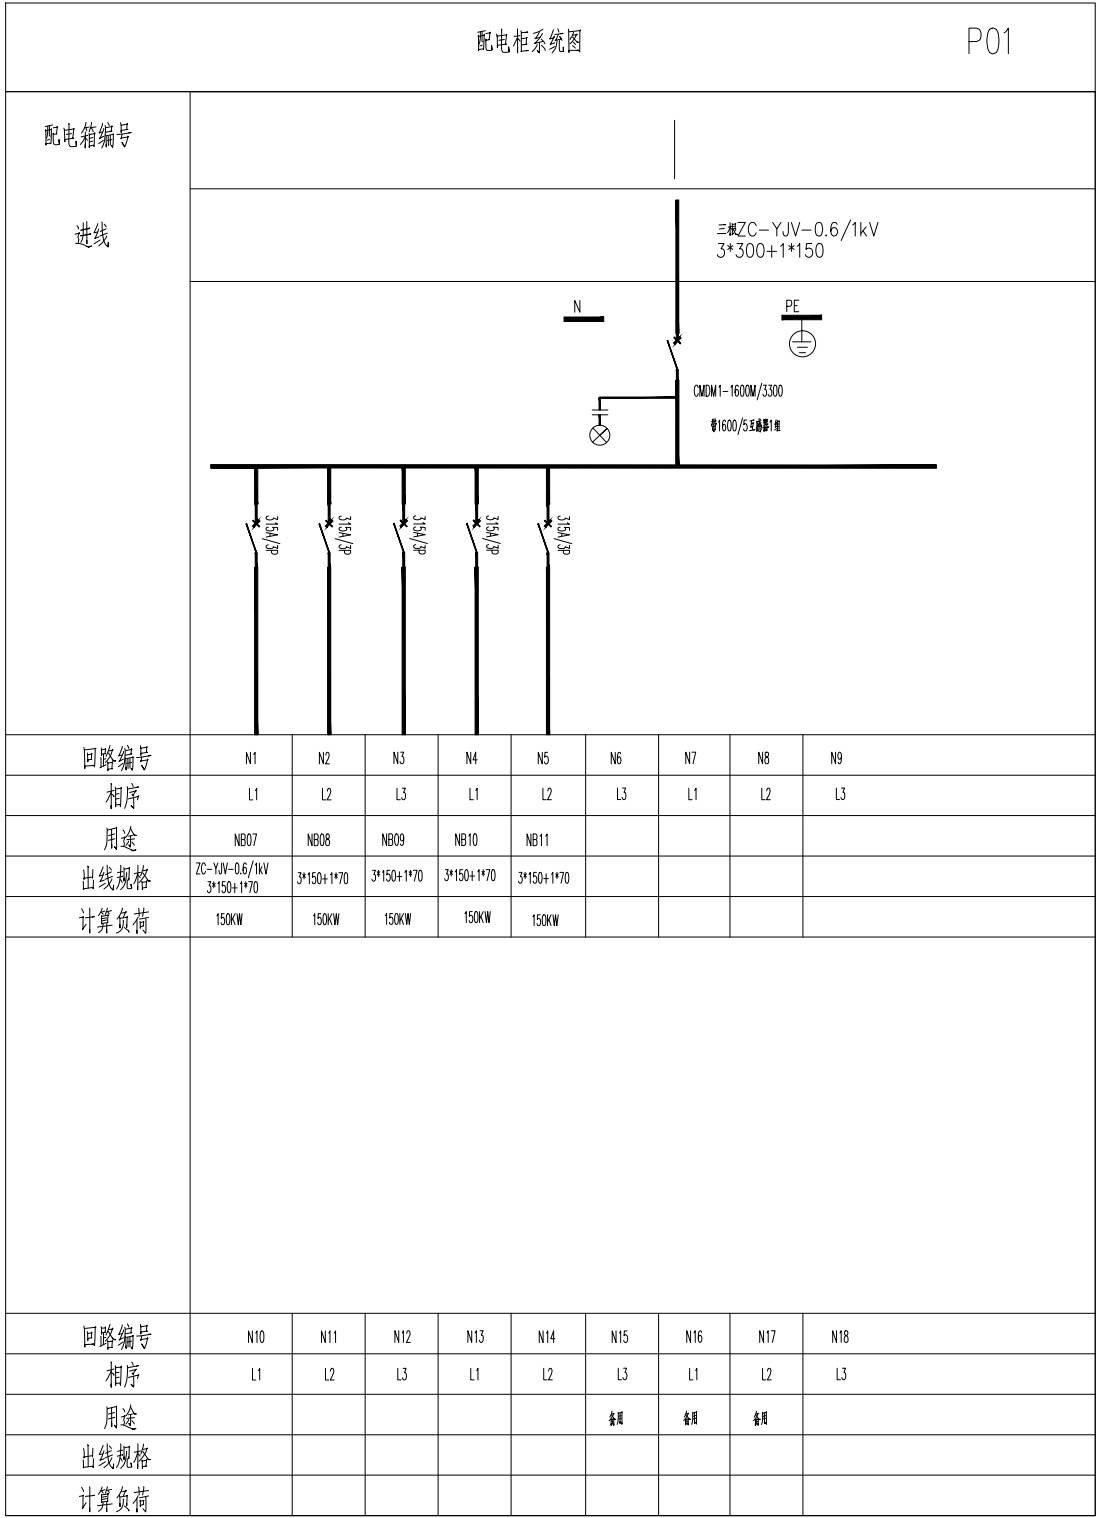 配电柜系统图 P01
配电箱编号
进线
三根ZC-YJV-0.6/1kV
3*300+1*150
N
PE
CMDM1-1600M/3300
带1600/5互感器1组
315A/3P 315A/3P 315A/3P 315A/3P 315A/3P
回路编号 N1 N2 N3 N4 N5 N6 N7 N8 N9
相序 L1 L2 L3 L1 L2 L3 L1 L2 L3
用途 NB07 NB08 NB09 NB10 NB11
出线规格 ZC-YJV-0.6/1kV 3*150+1*70 3*150+1*70 3*150+1*70 3*150+1*70 3*150+1*70
计算负荷 150KW 150KW 150KW 150KW 150KW
回路编号 N10 N11 N12 N13 N14 N15 N16 N17 N18
相序 L1 L2 L3 L1 L2 L3 L1 L2 L3
用途 备用 备用 备用
出线规格
计算负荷